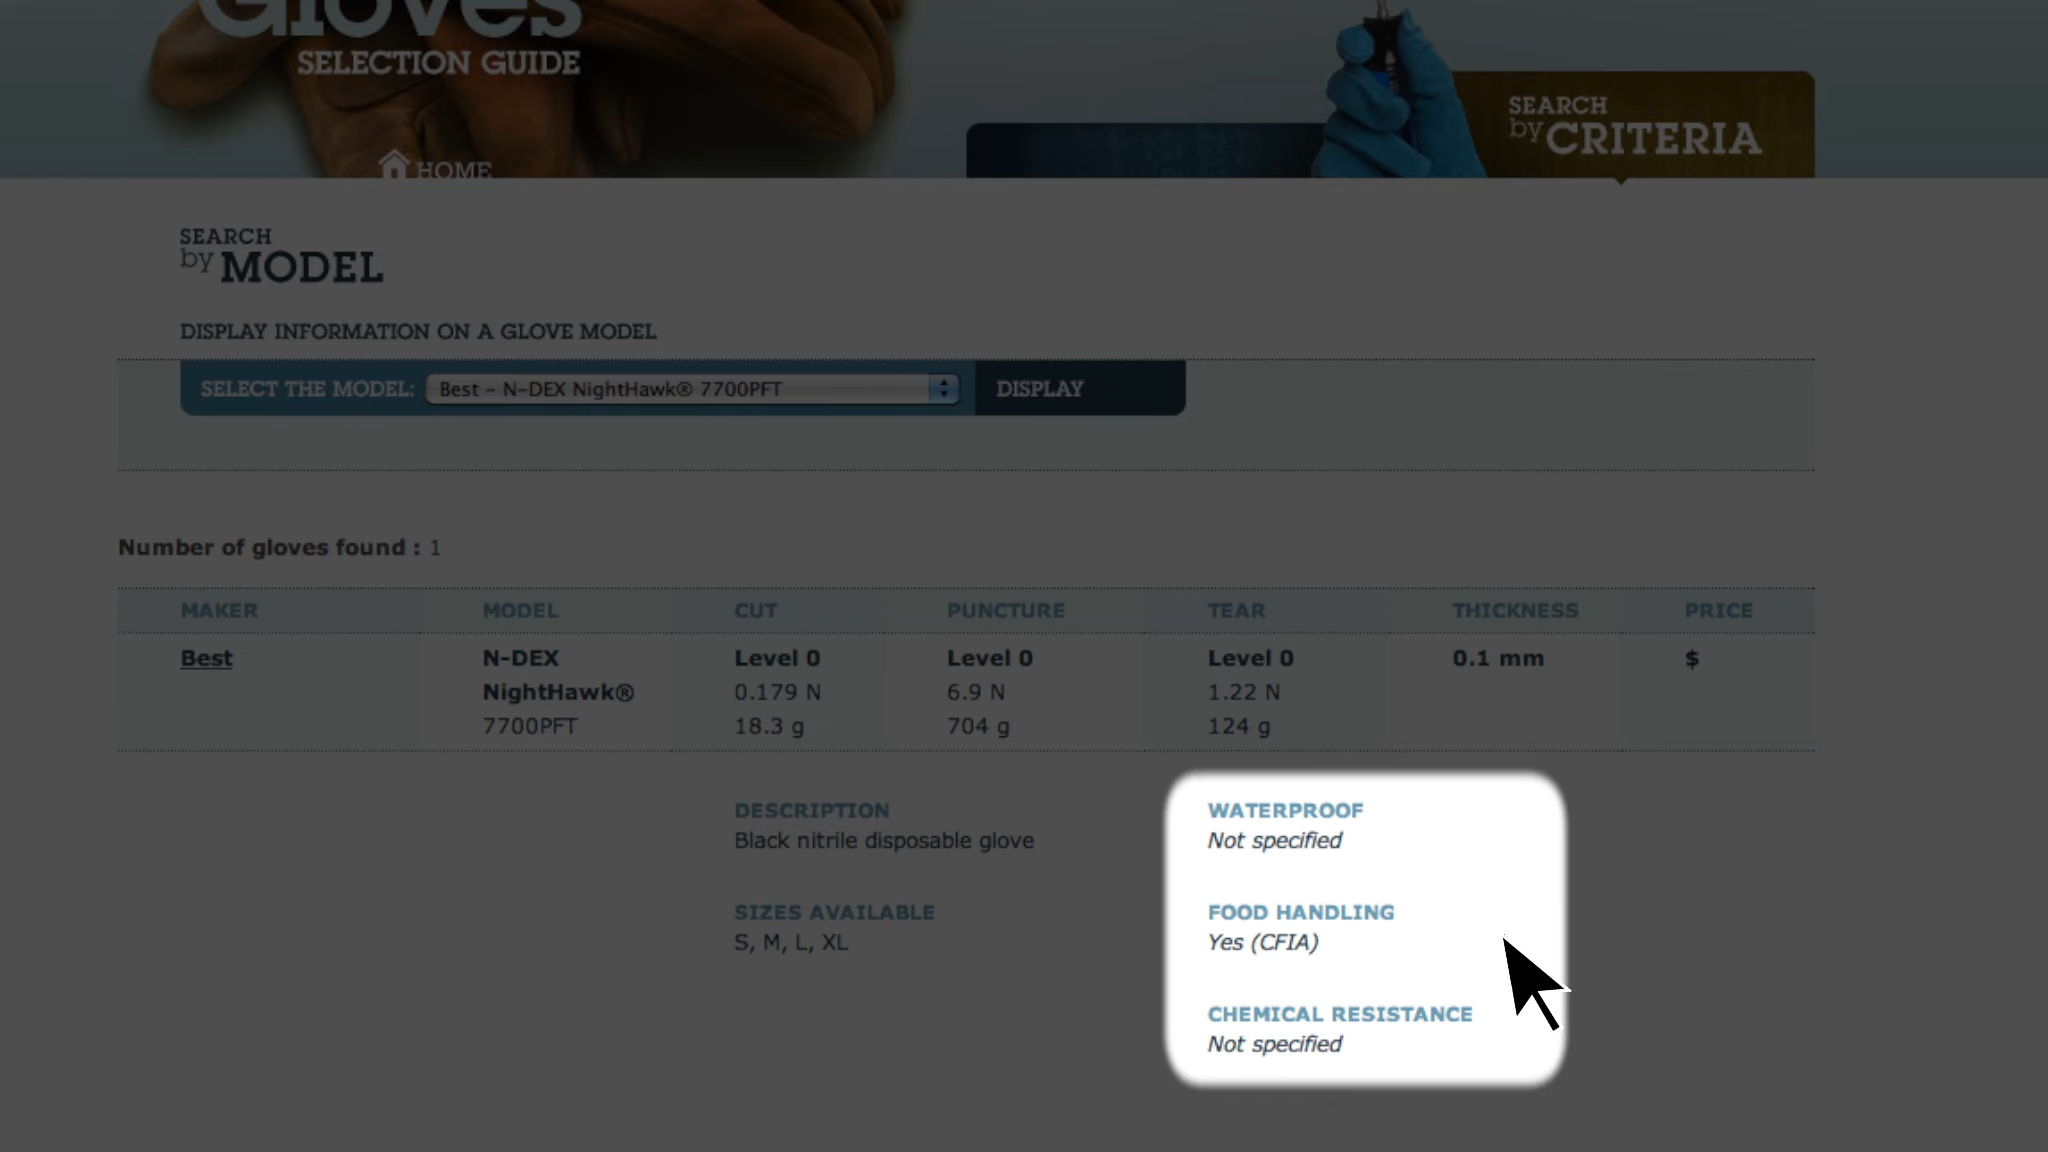 Gloves
SELECTION GUIDE
HOME
SEARCH
by CRITERIA
SEARCH
by MODEL
DISPLAY INFORMATION ON A GLOVE MODEL
SELECT THE MODEL: Best – N-DEX NightHawk® 7700PFT DISPLAY
Number of gloves found : 1
MAKER MODEL CUT PUNCTURE TEAR THICKNESS PRICE
Best N-DEX Level 0 Level 0 Level 0 0.1 mm $
NightHawk® 0.179 N 6.9 N 1.22 N
7700PFT 18.3 g 704 g 124 g
DESCRIPTION WATERPROOF
Black nitrile disposable glove Not specified
SIZES AVAILABLE FOOD HANDLING
S, M, L, XL Yes (CFIA)
CHEMICAL RESISTANCE
Not specified